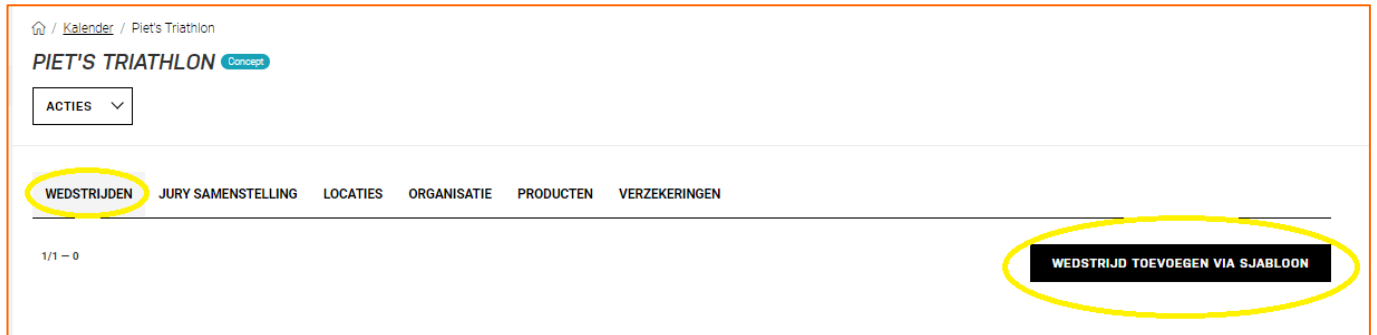 / Kalender / Piet's Triathlon
PIET'S TRIATHLON Concept
ACTIES
WEDSTRIJDEN JURY SAMENSTELLING LOCATIES ORGANISATIE PRODUCTEN VERZEKERINGEN
1/1 – 0 WEDSTRIJD TOEVOEGEN VIA SJABLOON